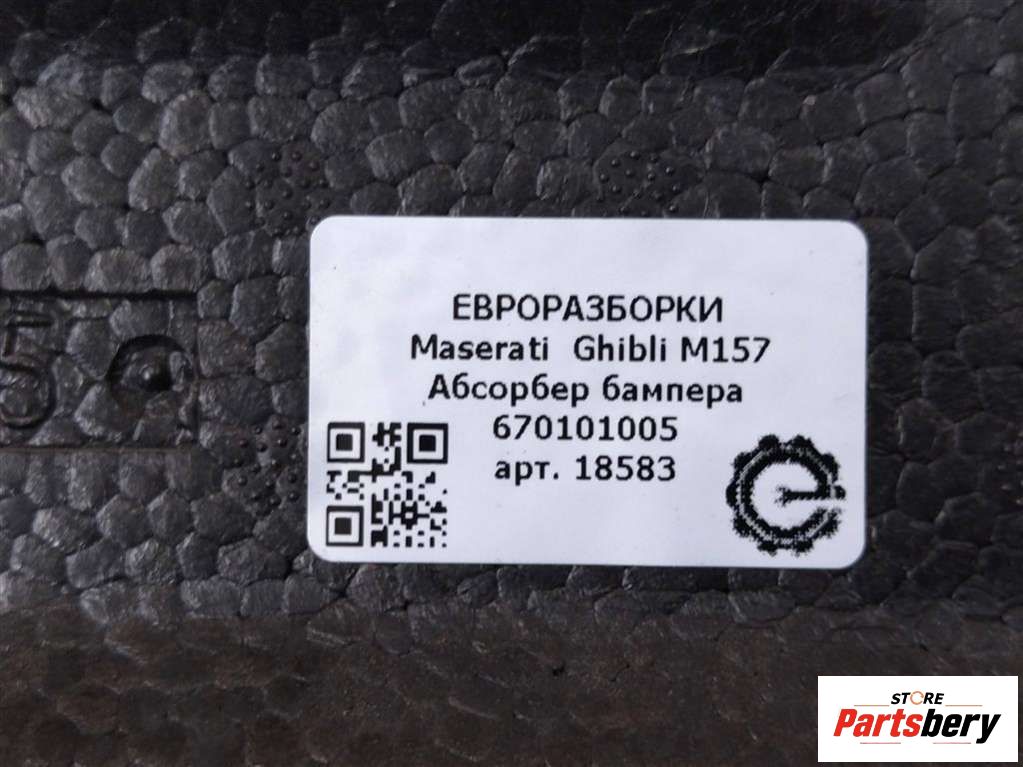 ЕВРОРАЗБОРКИ
Maserati Ghibli M157
Абсорбер бампера
670101005
арт. 18583
STORE
Partsbery